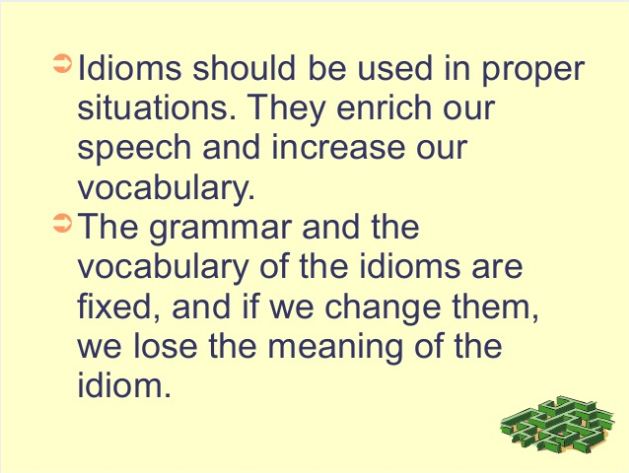 Idioms should be used in proper
situations. They enrich our
speech and increase our
vocabulary.
The grammar and the
vocabulary of the idioms are
fixed, and if we change them,
we lose the meaning of the
idiom.